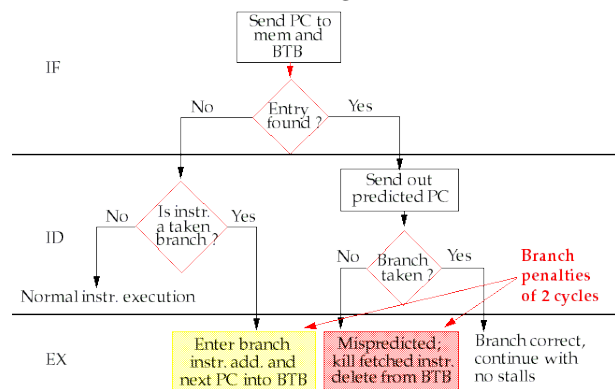 Send PC to
mem and
BTB
IF
No
Entry
found ?
Yes
Send out
predicted PC
ID
No
Is instr.
a taken
branch ?
Yes
No
Branch
taken ?
Yes
Branch
penalties
of 2 cycles
Normal instr. execution
EX
Enter branch
instr. add. and
next PC into BTB
Mispredicted;
kill fetched instr.
delete from BTB
Branch correct,
continue with
no stalls